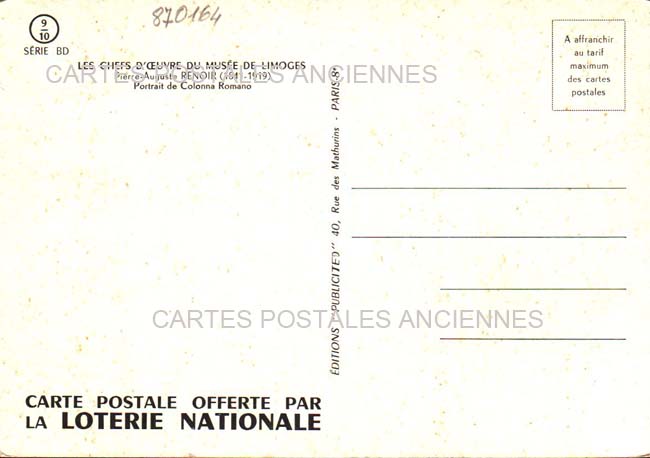 870164
9
10
SÉRIE BD
LES CHEFS D'ŒUVRE DU MUSÉE DE LIMOGES
Pierre-Auguste RENOIR (1841-1919)
Portrait de Colonna Romano
CARTES POSTALES ANCIENNES
A affranchir
au tarif
maximum
des cartes
postales
ÉDITIONS "PUBLICITED" 40, Rue des Mathurins - PARIS-8e
CARTES POSTALES ANCIENNES
CARTE POSTALE OFFERTE PAR
LA LOTERIE NATIONALE